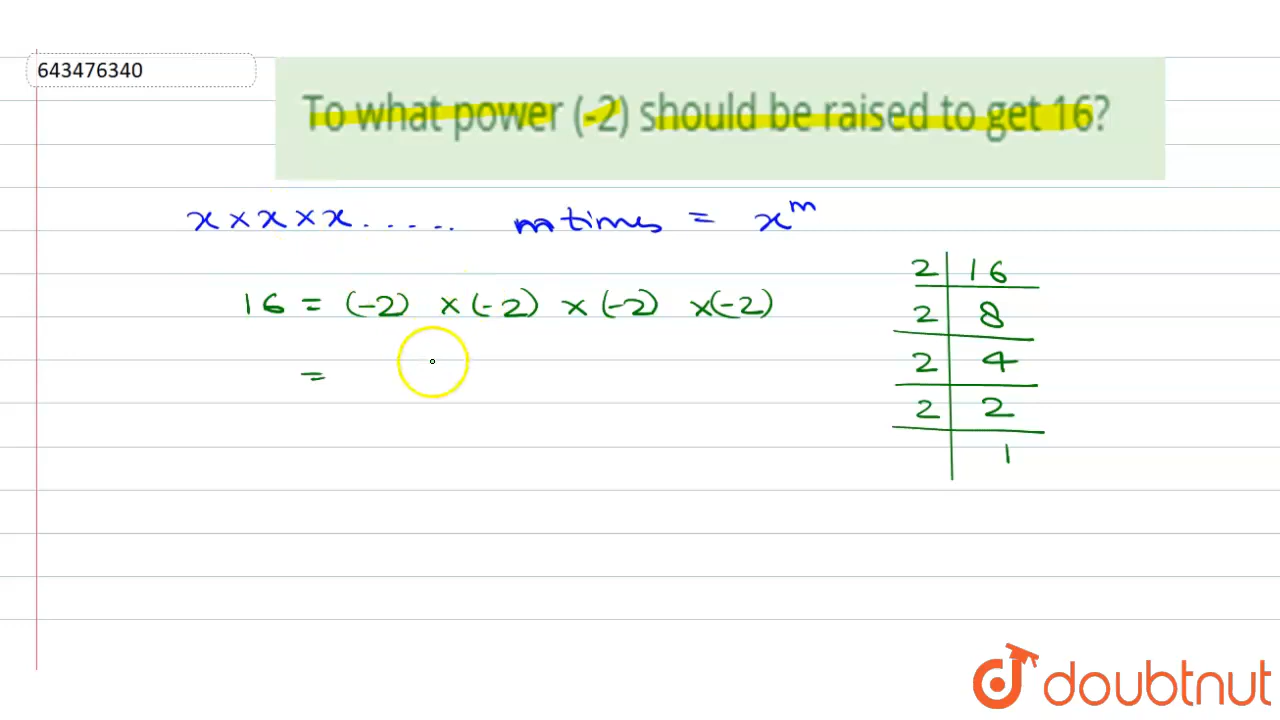 643476340
To what power (-2) should be raised to get 16?
x × x × x ...... m times = x^m
16 = (-2) × (-2) × (-2) × (-2)
=
2 | 16
2 | 8
2 | 4
2 | 2
| 1
doubtnut